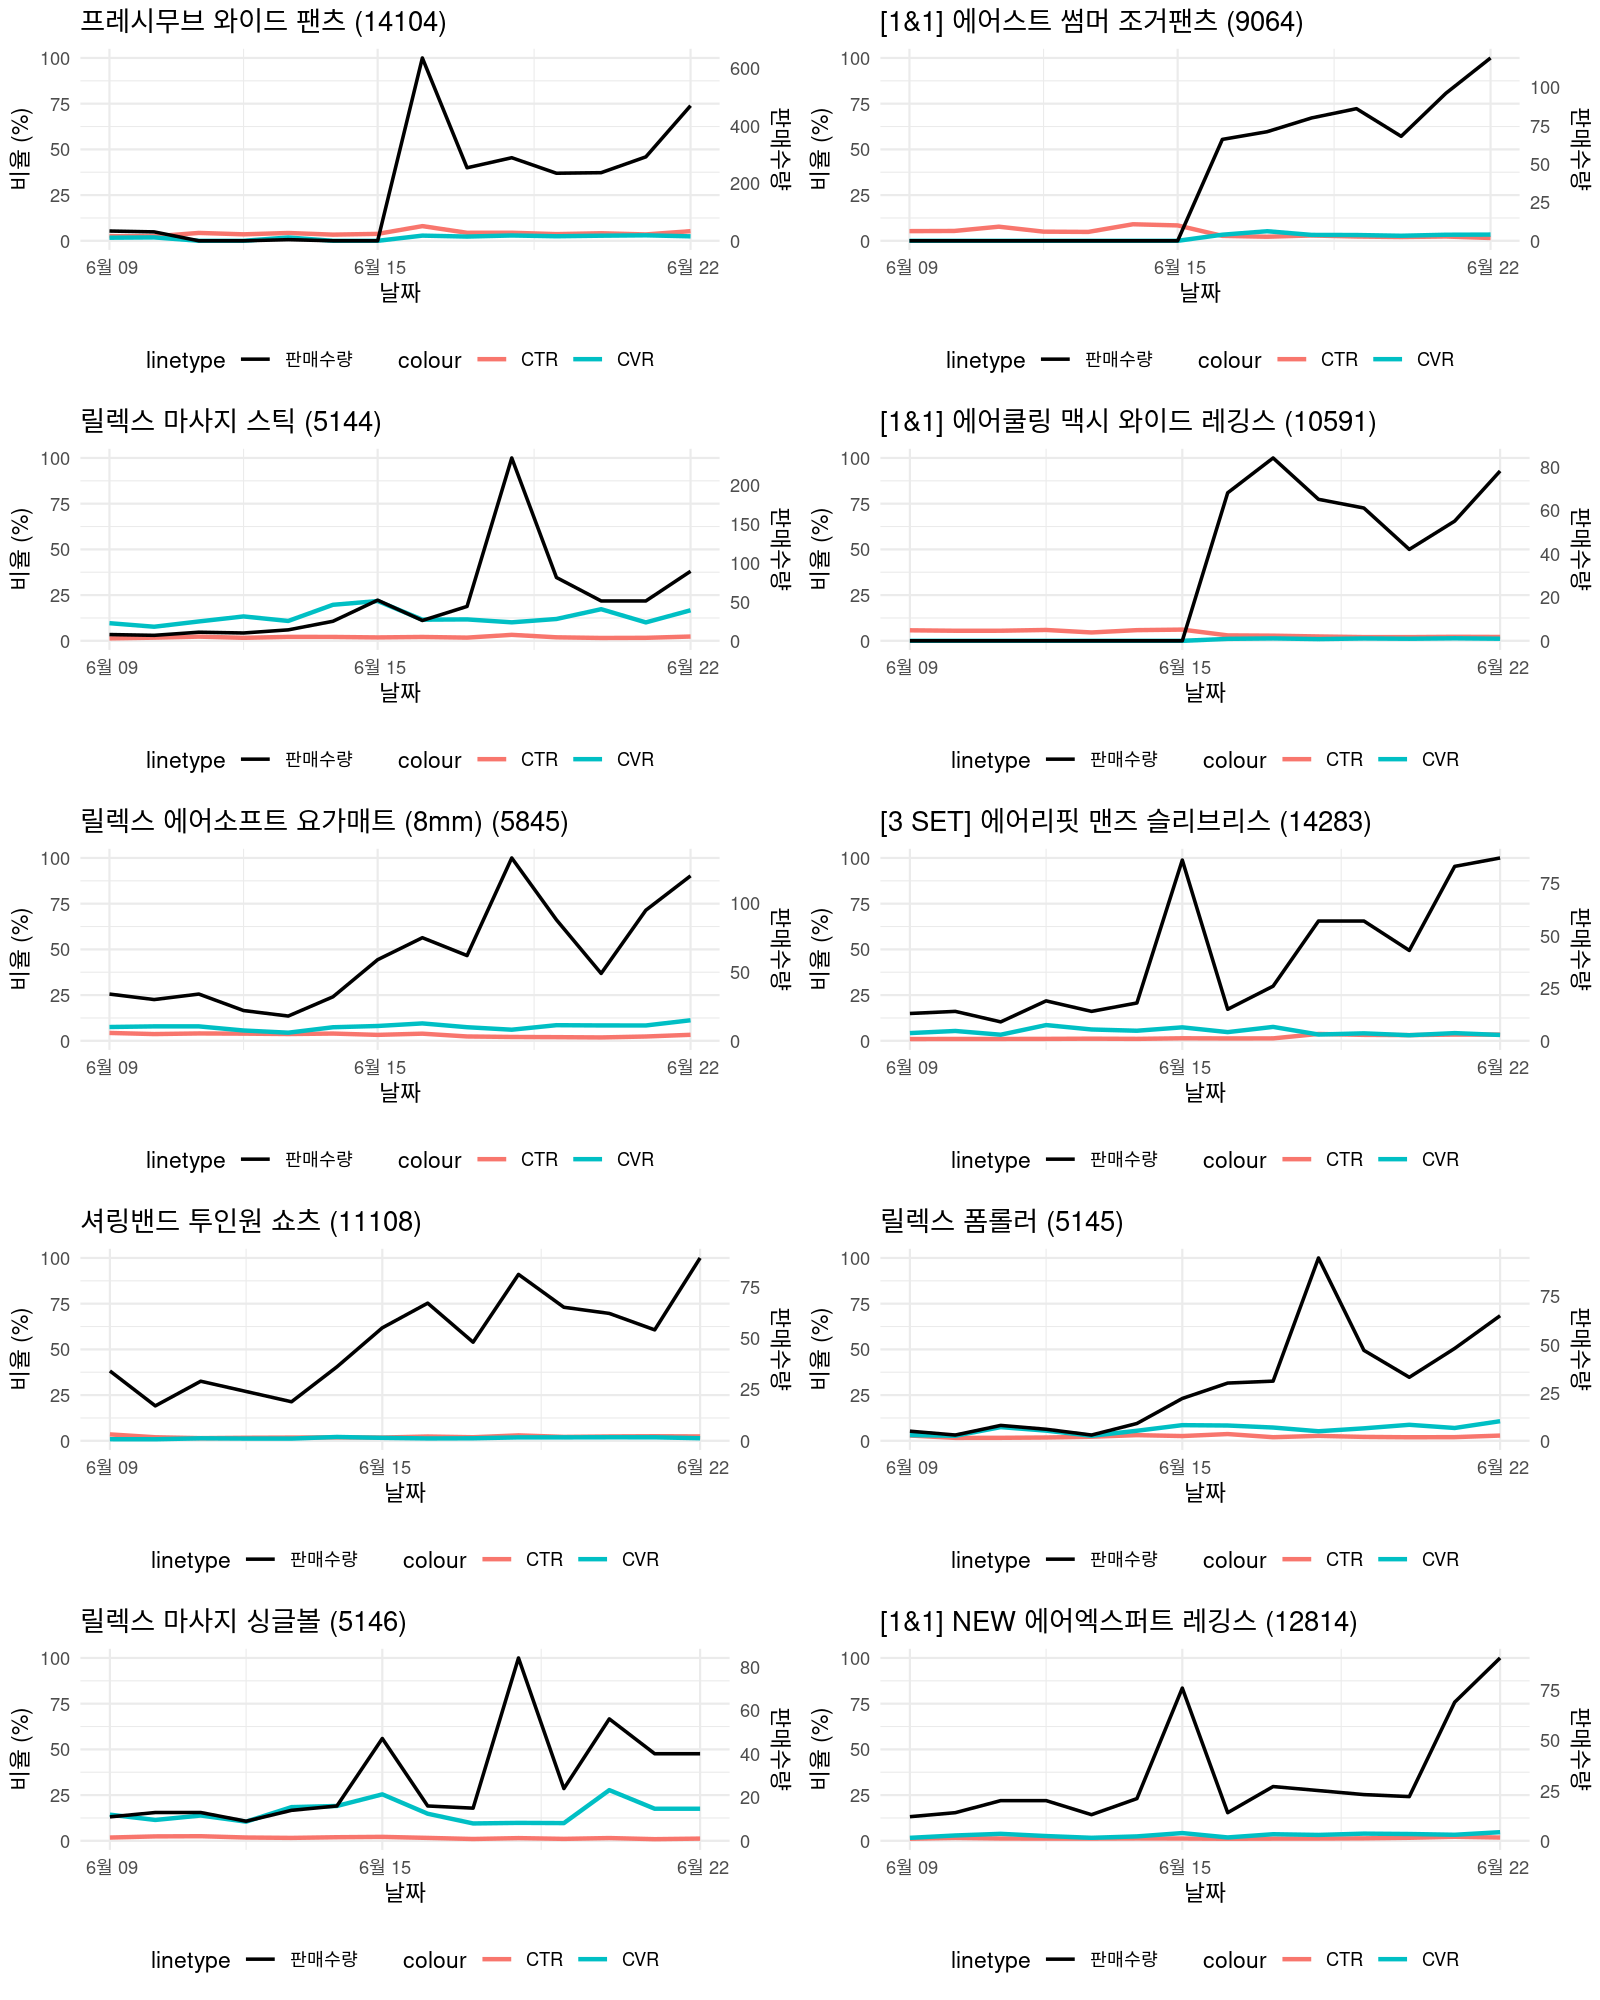 프레시무브 와이드 팬츠 (14104)
비율 (%)
100
75
50
25
0
600
400
200
0
판매수량
6월 09
6월 15
6월 22
날짜
linetype 판매수량 colour CTR CVR
[1&1] 에어스트 썸머 조거팬츠 (9064)
비율 (%)
100
75
50
25
0
100
75
50
25
0
판매수량
6월 09
6월 15
6월 22
날짜
linetype 판매수량 colour CTR CVR
릴렉스 마사지 스틱 (5144)
비율 (%)
100
75
50
25
0
200
150
100
50
0
판매수량
6월 09
6월 15
6월 22
날짜
linetype 판매수량 colour CTR CVR
[1&1] 에어쿨링 맥시 와이드 레깅스 (10591)
비율 (%)
100
75
50
25
0
80
60
40
20
0
판매수량
6월 09
6월 15
6월 22
날짜
linetype 판매수량 colour CTR CVR
릴렉스 에어소프트 요가매트 (8mm) (5845)
비율 (%)
100
75
50
25
0
100
50
0
판매수량
6월 09
6월 15
6월 22
날짜
linetype 판매수량 colour CTR CVR
[3 SET] 에어리핏 맨즈 슬리브리스 (14283)
비율 (%)
100
75
50
25
0
75
50
25
0
판매수량
6월 09
6월 15
6월 22
날짜
linetype 판매수량 colour CTR CVR
셔링밴드 투인원 쇼츠 (11108)
비율 (%)
100
75
50
25
0
75
50
25
0
판매수량
6월 09
6월 15
6월 22
날짜
linetype 판매수량 colour CTR CVR
릴렉스 폼롤러 (5145)
비율 (%)
100
75
50
25
0
75
50
25
0
판매수량
6월 09
6월 15
6월 22
날짜
linetype 판매수량 colour CTR CVR
릴렉스 마사지 싱글볼 (5146)
비율 (%)
100
75
50
25
0
80
60
40
20
0
판매수량
6월 09
6월 15
6월 22
날짜
linetype 판매수량 colour CTR CVR
[1&1] NEW 에어엑스퍼트 레깅스 (12814)
비율 (%)
100
75
50
25
0
75
50
25
0
판매수량
6월 09
6월 15
6월 22
날짜
linetype 판매수량 colour CTR CVR